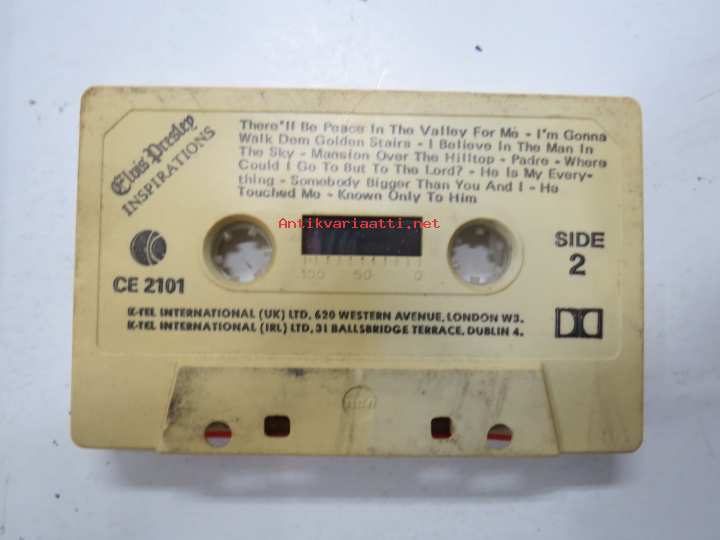 Elvis Presley
INSPIRATIONS
There"ll Be Peace In The Valley For Me - I'm Gonna
Walk Dem Golden Stairs - I Believe In The Man In
The Sky - Mansion Over The Hilltop - Padre - Where
Could I Go To But To The Lord? - He Is My Every-
thing - Somebody Bigger Than You And I - He
Touched Me - Known Only To Him
Antikvariaatti.net
SIDE
2
100 50 0
K
CE 2101
K-TEL INTERNATIONAL (UK) LTD, 620 WESTERN AVENUE, LONDON W3.
K-TEL INTERNATIONAL (IRL) LTD, 31 BALLSBRIDGE TERRACE, DUBLIN 4.